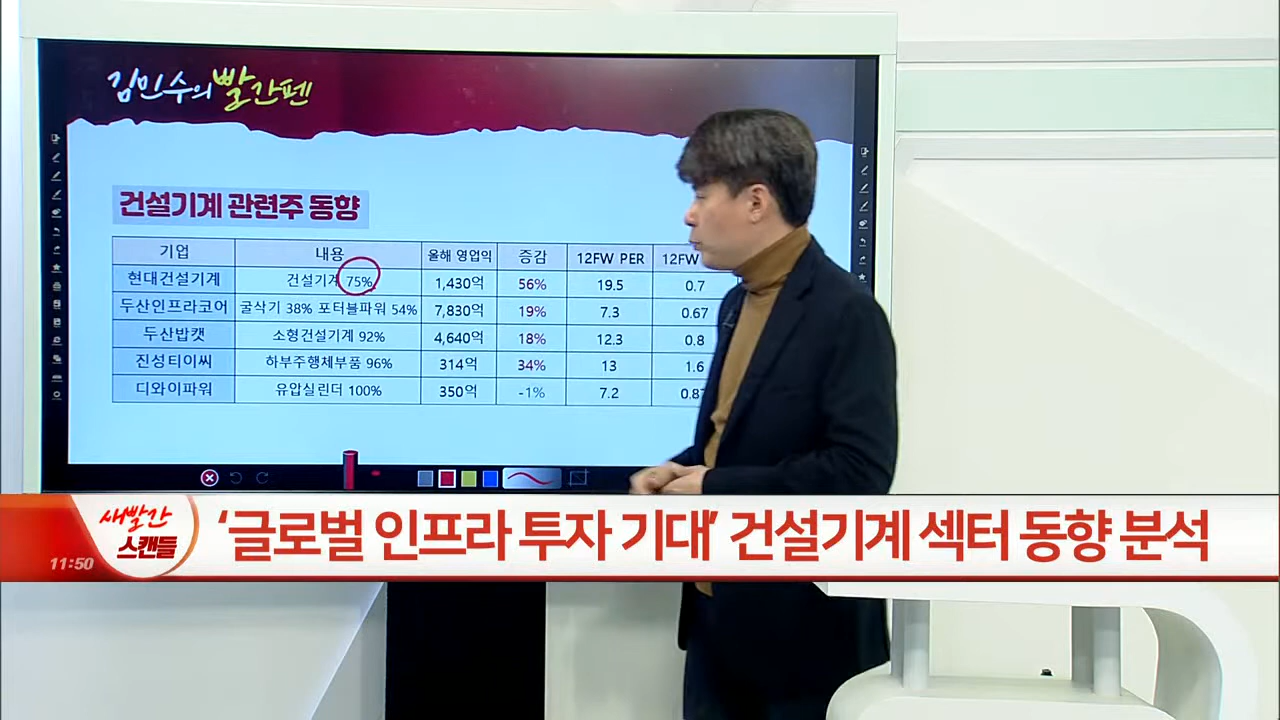 김민수의 빨간펜
건설기계 관련주 동향
기업 내용 올해 영업익 증감 12FW PER 12FW
현대건설기계 건설기계 75% 1,430억 56% 19.5 0.7
두산인프라코어 굴삭기 38% 포터블파워 54% 7,830억 19% 7.3 0.67
두산밥캣 소형건설기계 92% 4,640억 18% 12.3 0.8
진성티이씨 하부주행체부품 96% 314억 34% 13 1.6
디와이파워 유압실린더 100% 350억 -1% 7.2 0.87
새빨간
스캔들
11:50
‘글로벌 인프라 투자 기대’ 건설기계 섹터 동향 분석